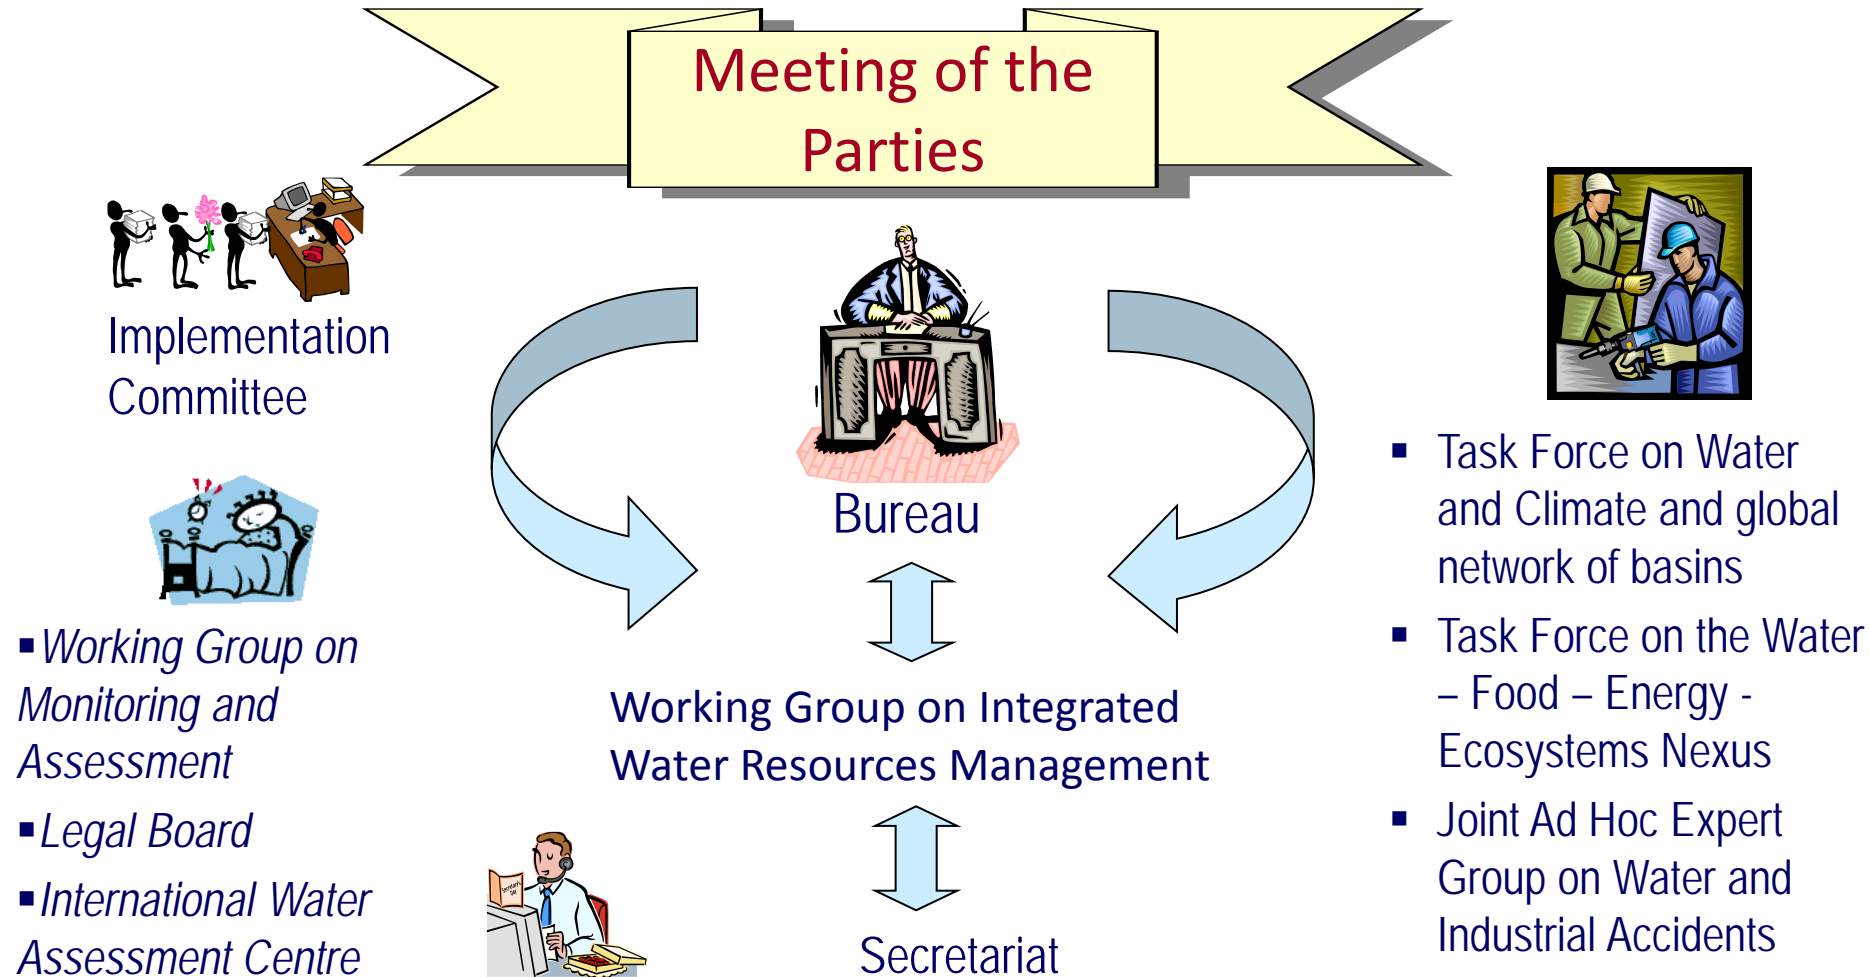 Meeting of the
Parties
Implementation
Committee
▪Working Group on
Monitoring and
Assessment
▪Legal Board
▪International Water
Assessment Centre
Bureau
Working Group on Integrated
Water Resources Management
Secretariat
▪ Task Force on Water
and Climate and global
network of basins
▪ Task Force on the Water
– Food – Energy -
Ecosystems Nexus
▪ Joint Ad Hoc Expert
Group on Water and
Industrial Accidents